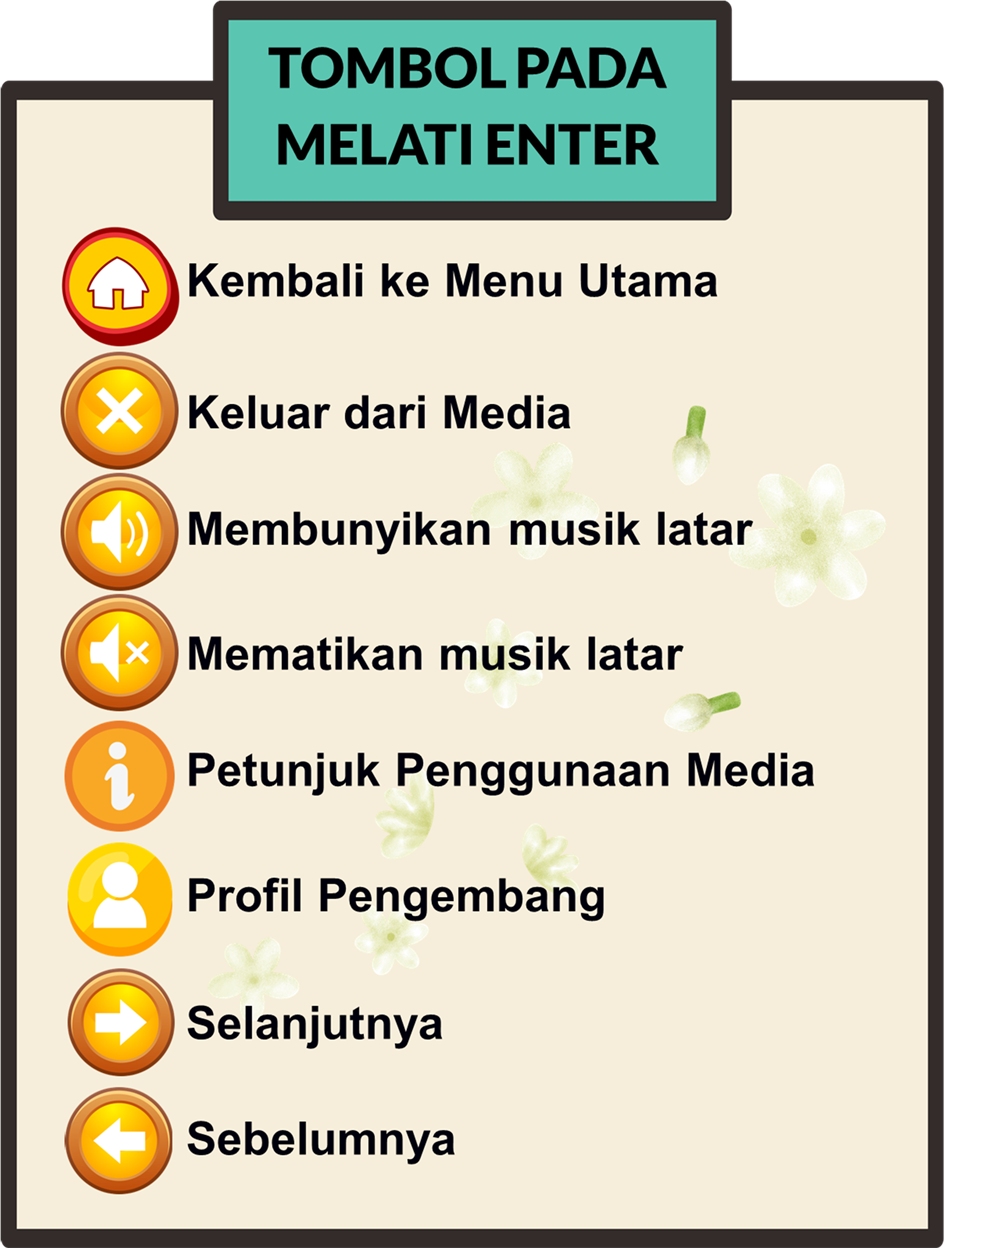 TOMBOL PADA
MELATI ENTER
Kembali ke Menu Utama
Keluar dari Media
Membunyikan musik latar
Mematikan musik latar
Petunjuk Penggunaan Media
Profil Pengembang
Selanjutnya
Sebelumnya